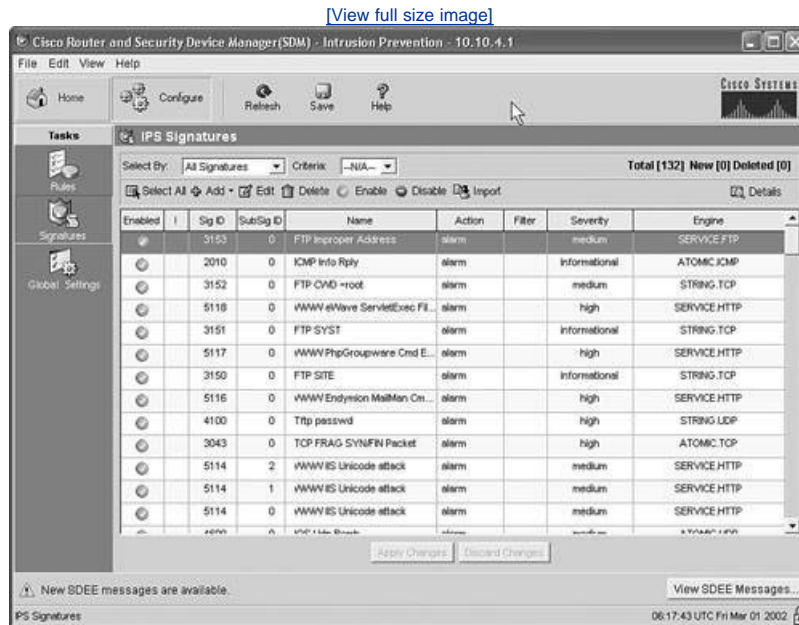 [View full size image]
Cisco Router and Security Device Manager(SDM) - Intrusion Prevention - 10.10.4.1
File Edit View Help
Home Configure Refresh Save Help CISCO SYSTEMS
Tasks IPS Signatures
Rules
Signatures
Global Settings
Select By: All Signatures Criteria: --N/A-- Total [132] New [0] Deleted [0]
Select All Add Edit Delete Enable Disable Import Details
Enabled ! Sig ID SubSig ID Name Action Filter Severity Engine
3153 0 FTP Improper Address alarm medium SERVICE.FTP
2010 0 ICMP Info Rply alarm informational ATOMIC.ICMP
3152 0 FTP CWD ~root alarm medium STRING.TCP
5118 0 WWW eWave ServletExec Fil... alarm high SERVICE.HTTP
3151 0 FTP SYST alarm informational STRING.TCP
5117 0 WWW PhpGroupware Cmd E... alarm high SERVICE.HTTP
3150 0 FTP SITE alarm informational STRING.TCP
5116 0 WWW Endymion MailMan Cm... alarm high SERVICE.HTTP
4100 0 Tftp passwd alarm high STRING.UDP
3043 0 TCP FRAG SYN/FIN Packet alarm high ATOMIC.TCP
5114 2 WWW IIS Unicode attack alarm medium SERVICE.HTTP
5114 1 WWW IIS Unicode attack alarm medium SERVICE.HTTP
5114 0 WWW IIS Unicode attack alarm medium SERVICE.HTTP
Apply Changes Discard Changes
New SDEE messages are available. View SDEE Messages...
IPS Signatures 06:17:43 UTC Fri Mar 01 2002